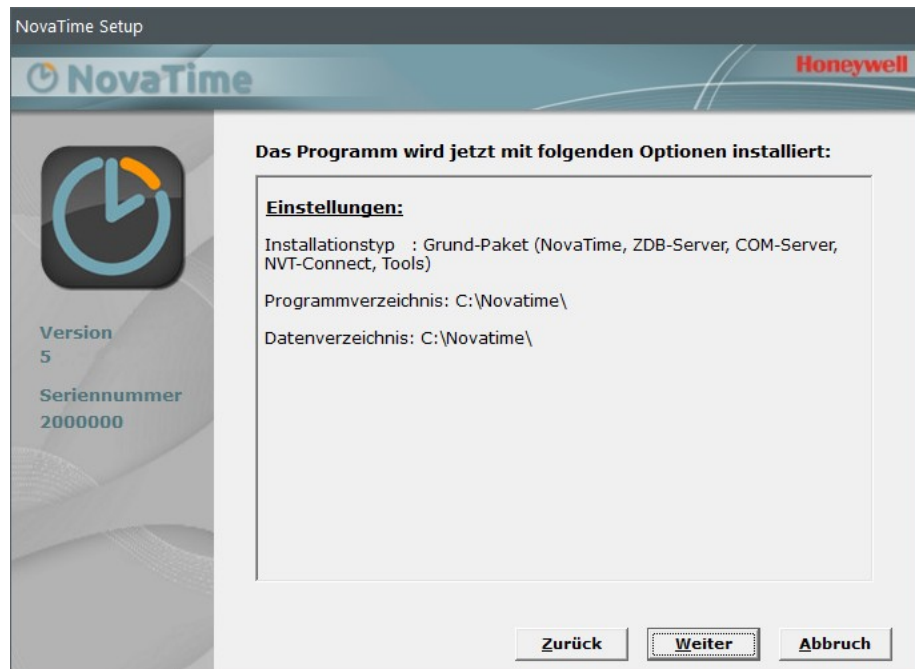 NovaTime Setup
NovaTime
Honeywell
Das Programm wird jetzt mit folgenden Optionen installiert:
Einstellungen:
Installationstyp : Grund-Paket (NovaTime, ZDB-Server, COM-Server,
NVT-Connect, Tools)
Programmverzeichnis: C:\Novatime\
Datenverzeichnis: C:\Novatime\
Version
5
Seriennummer
2000000
Zurück
Weiter
Abbruch